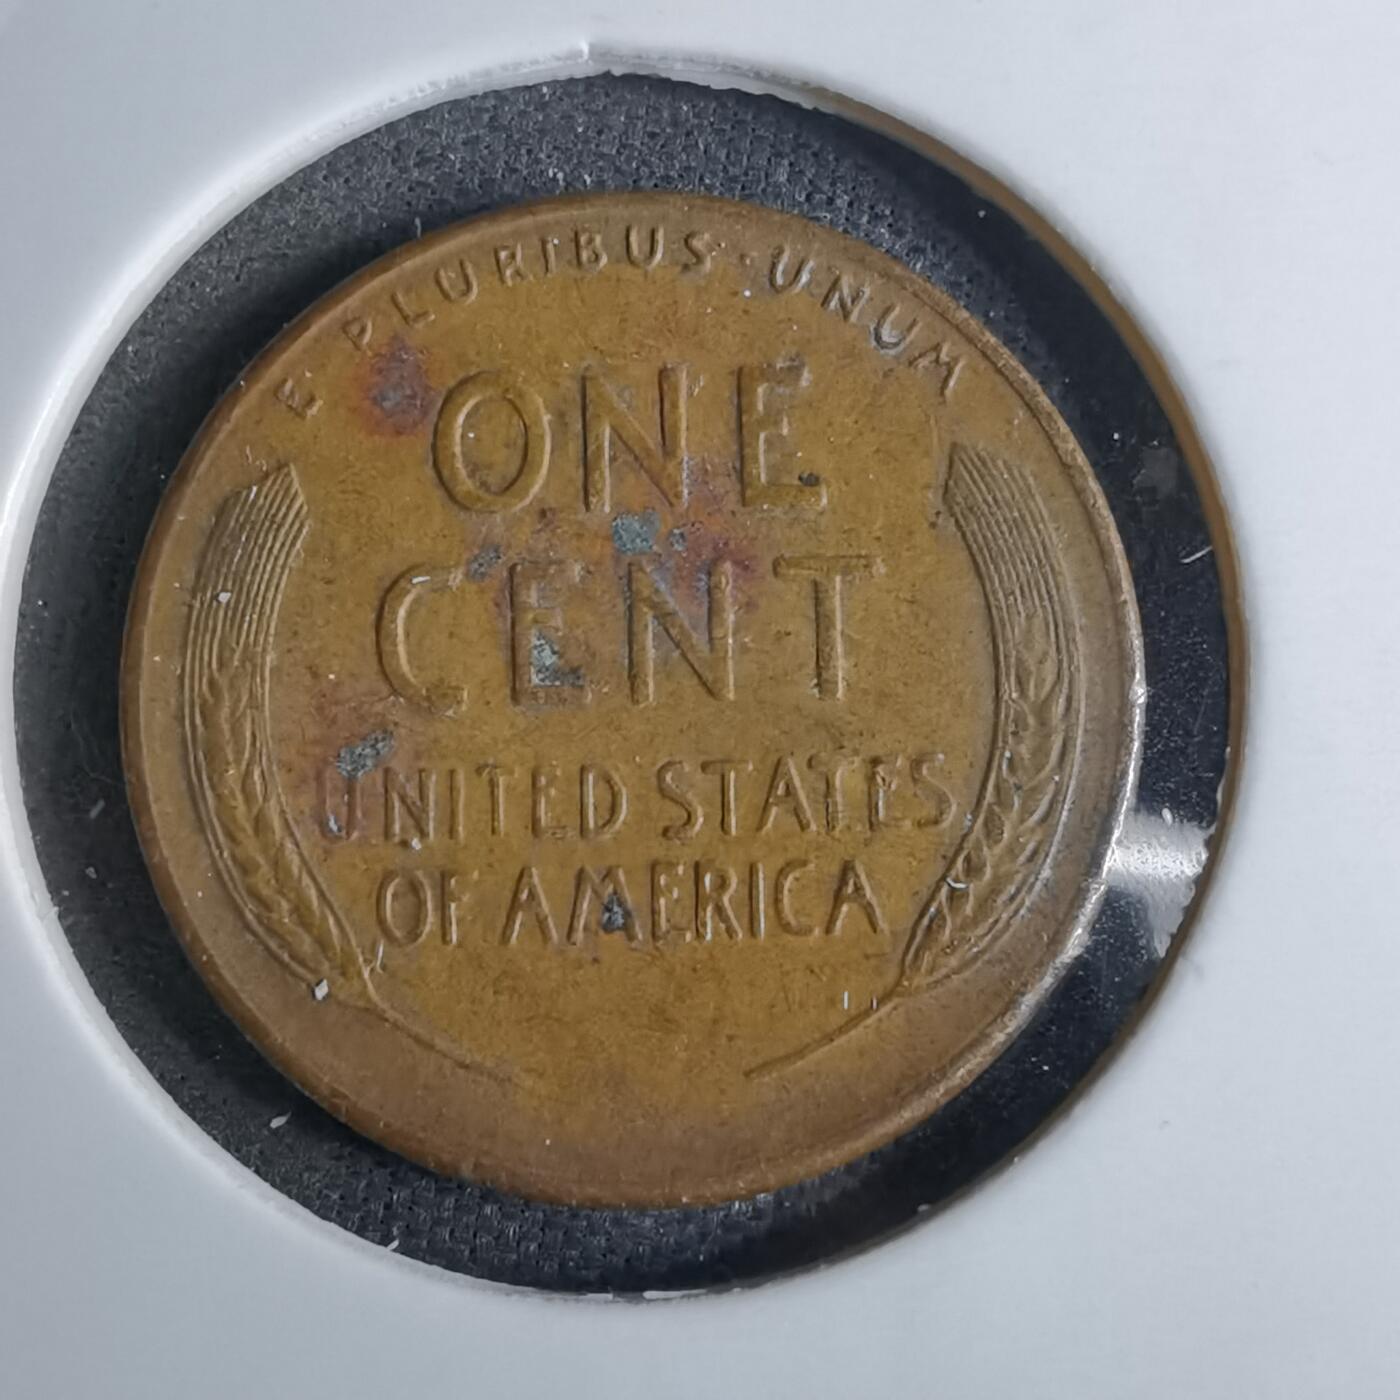 E PLURIBUS · UNUM
ONE
CENT
UNITED STATES
OF AMERICA